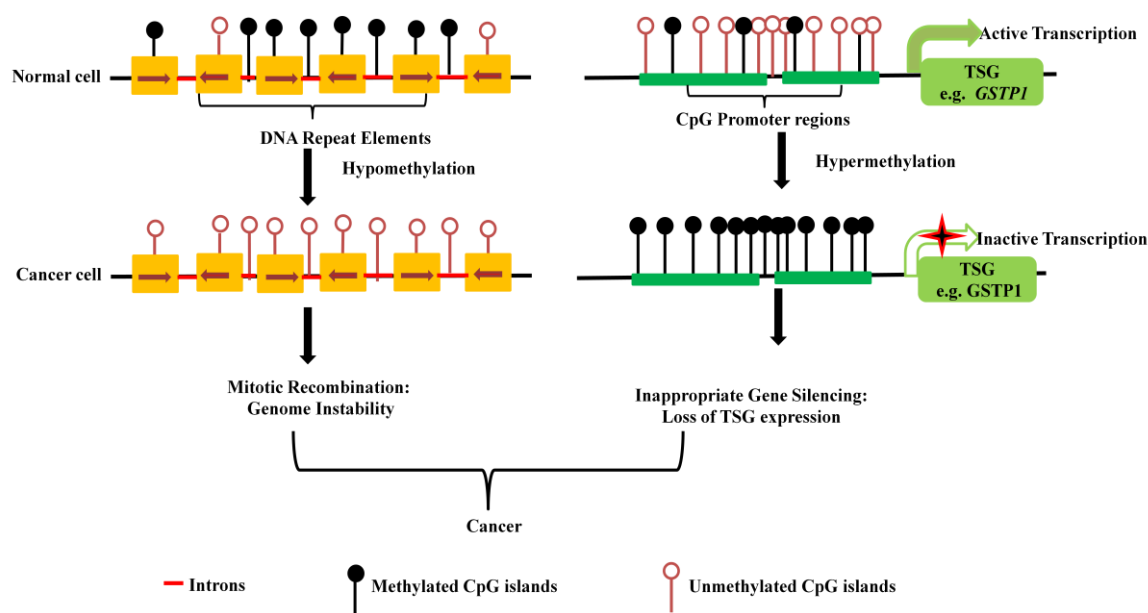 Normal cell
DNA Repeat Elements
Hypomethylation
Cancer cell
Mitotic Recombination:
Genome Instability
Active Transcription
TSG
e.g. GSTP1
CpG Promoter regions
Hypermethylation
Inactive Transcription
TSG
e.g. GSTP1
Inappropriate Gene Silencing:
Loss of TSG expression
Cancer
Introns
Methylated CpG islands
Unmethylated CpG islands